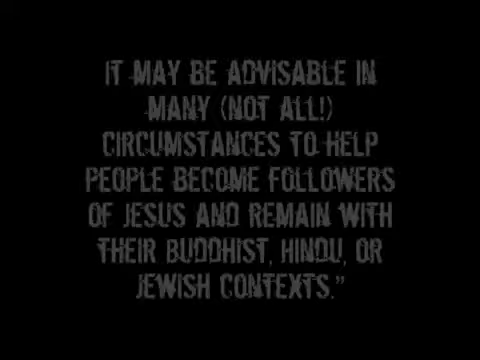 IT MAY BE ADVISABLE IN
MANY (NOT ALL!)
CIRCUMSTANCES TO HELP
PEOPLE BECOME FOLLOWERS
OF JESUS AND REMAIN WITH
THEIR BUDDHIST, HINDU, OR
JEWISH CONTEXTS."